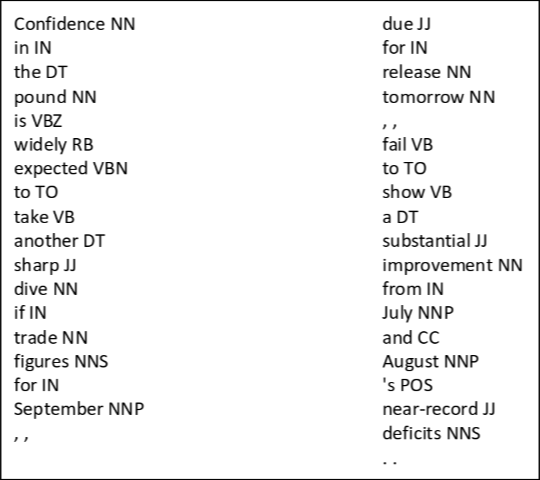 Confidence NN
in IN
the DT
pound NN
is VBZ
widely RB
expected VBN
to TO
take VB
another DT
sharp JJ
dive NN
if IN
trade NN
figures NNS
for IN
September NNP
, ,
due JJ
for IN
release NN
tomorrow NN
, ,
fail VB
to TO
show VB
a DT
substantial JJ
improvement NN
from IN
July NNP
and CC
August NNP
's POS
near-record JJ
deficits NNS
. .